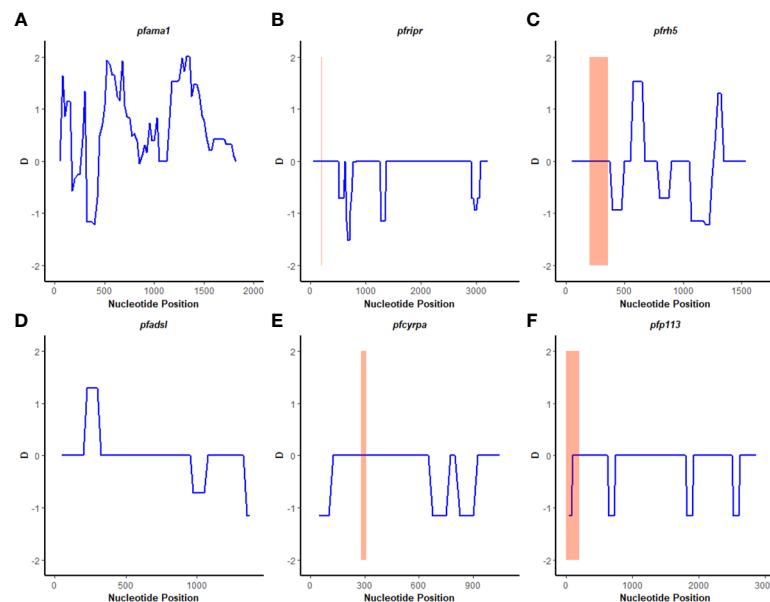 A
B
C
pfama1
pfripr
pfrh5
2
1
0
-1
-2
D
0
500
1000
1500
2000
Nucleotide Position
2
1
0
-1
-2
D
0
1000
2000
3000
Nucleotide Position
2
1
0
-1
-2
D
0
500
1000
1500
Nucleotide Position
D
E
F
pfadsl
pfcyrpa
pfp113
2
1
0
-1
-2
D
0
1000
Nucleotide Position
2
1
0
-1
-2
D
0
300
600
900
Nucleotide Position
2
1
0
-1
-2
D
0
1000
2000
300
Nucleotide Position